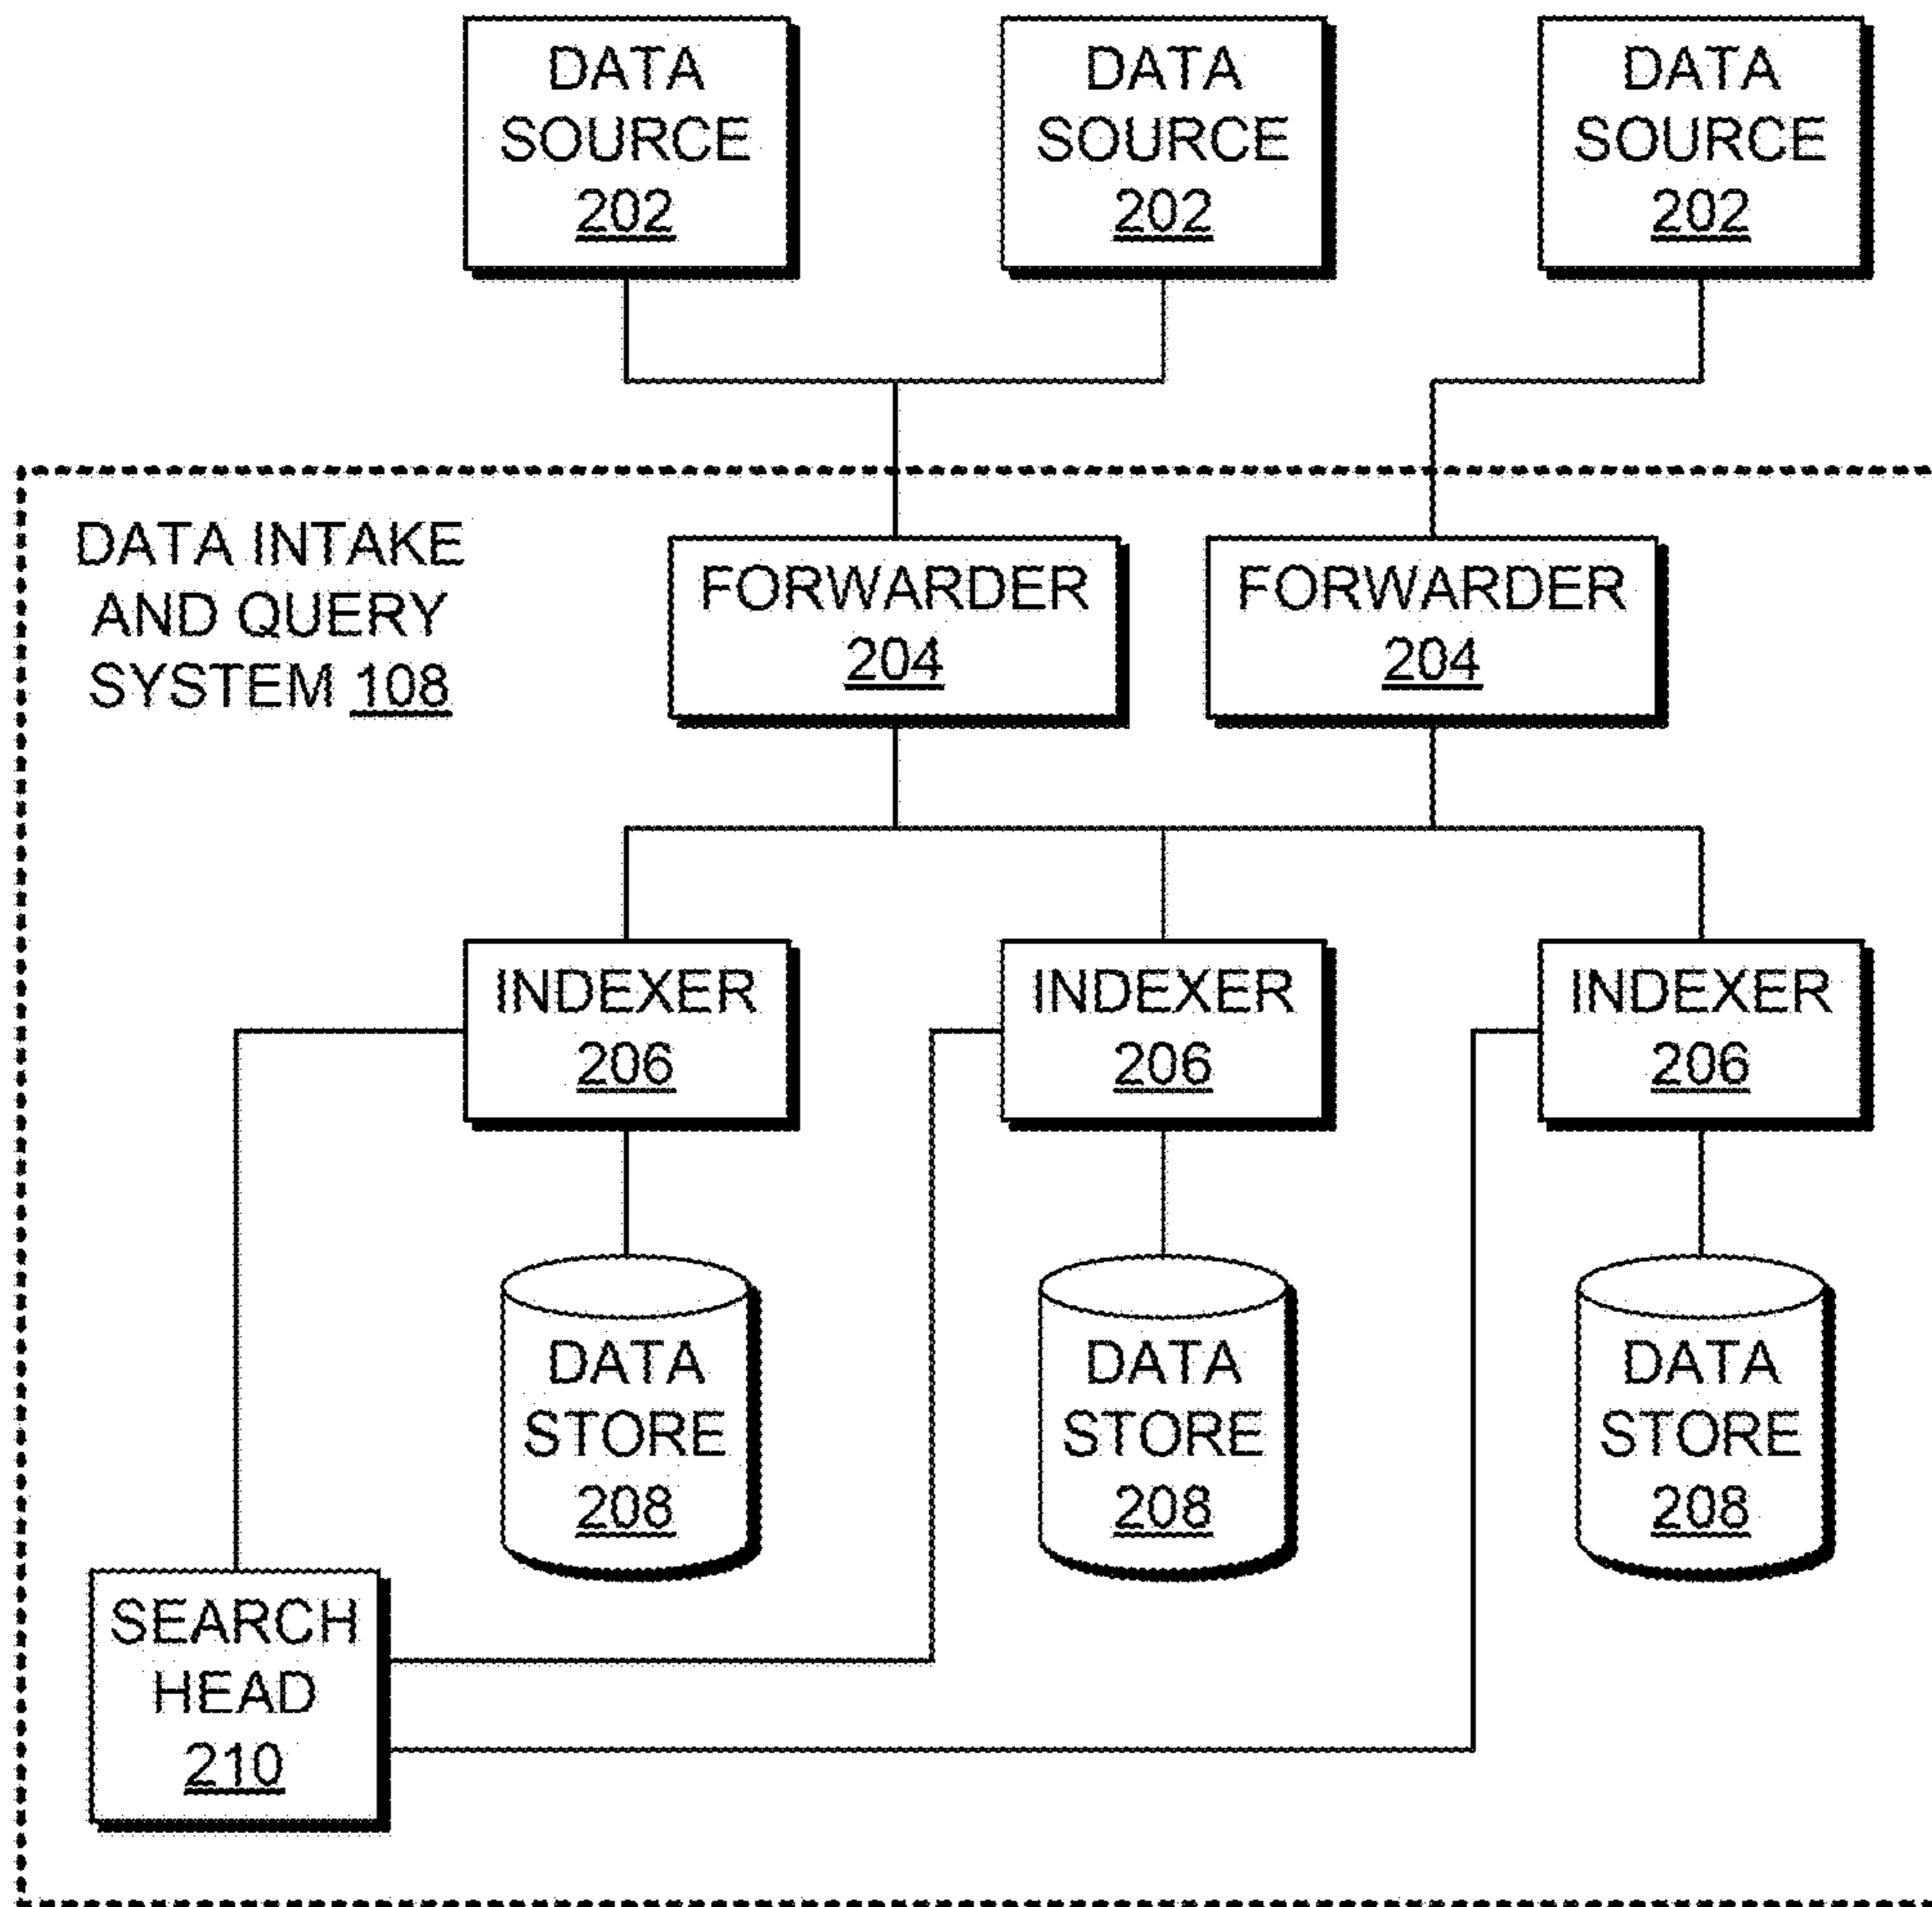 DATA
SOURCE
202
DATA
SOURCE
202
DATA
SOURCE
202
DATA INTAKE
AND QUERY
SYSTEM 108
FORWARDER
204
FORWARDER
204
INDEXER
206
INDEXER
206
INDEXER
206
DATA
STORE
208
DATA
STORE
208
DATA
STORE
208
SEARCH
HEAD
210